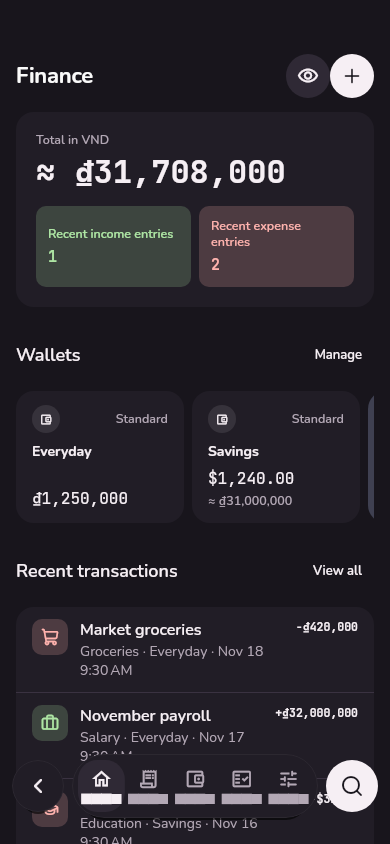 Finance
Total in VND
≈ ₫31,708,000
Recent income entries
1
Recent expense
entries
2
Wallets
Manage
Standard
Everyday
₫1,250,000
Standard
Savings
$1,240.00
≈ ₫31,000,000
Recent transactions
View all
Market groceries
-₫420,000
Groceries · Everyday · Nov 18
9:30 AM
November payroll
+₫32,000,000
Salary · Everyday · Nov 17
9:30 AM
Education · Savings · Nov 16
9:30 AM